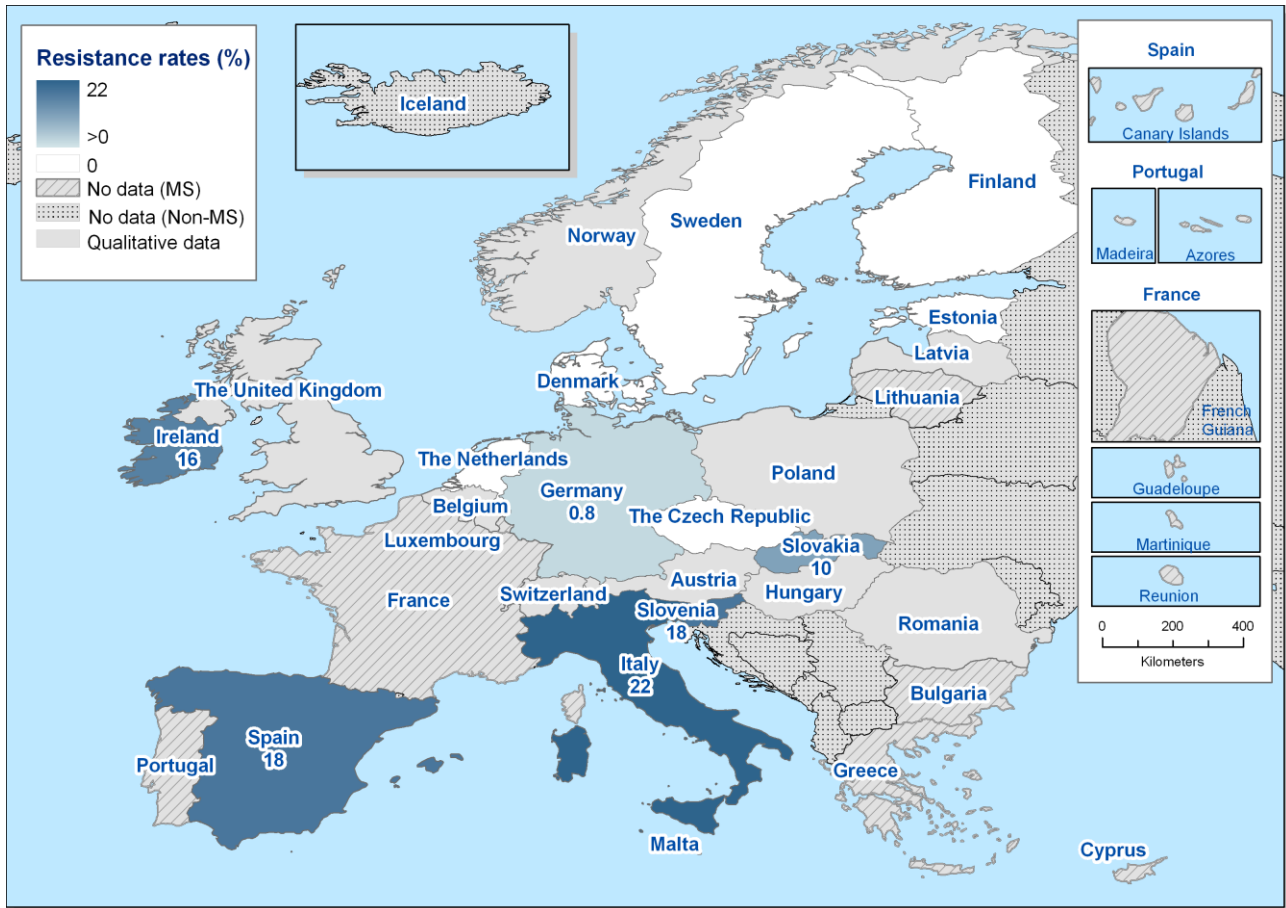 Resistance rates (%)
22
>0
0
No data (MS)
No data (Non-MS)
Qualitative data
Iceland
Norway
Sweden
Finland
Estonia
Latvia
Lithuania
Denmark
The United Kingdom
Ireland
16
The Netherlands
Belgium
Luxembourg
Germany
0.8
Poland
The Czech Republic
Slovakia
10
Austria
Hungary
Switzerland
Slovenia
18
France
Romania
Italy
22
Bulgaria
Spain
18
Portugal
Greece
Malta
Cyprus
Spain
Canary Islands
Portugal
Madeira
Azores
France
French
Guiana
Guadeloupe
Martinique
Reunion
0 200 400
Kilometers